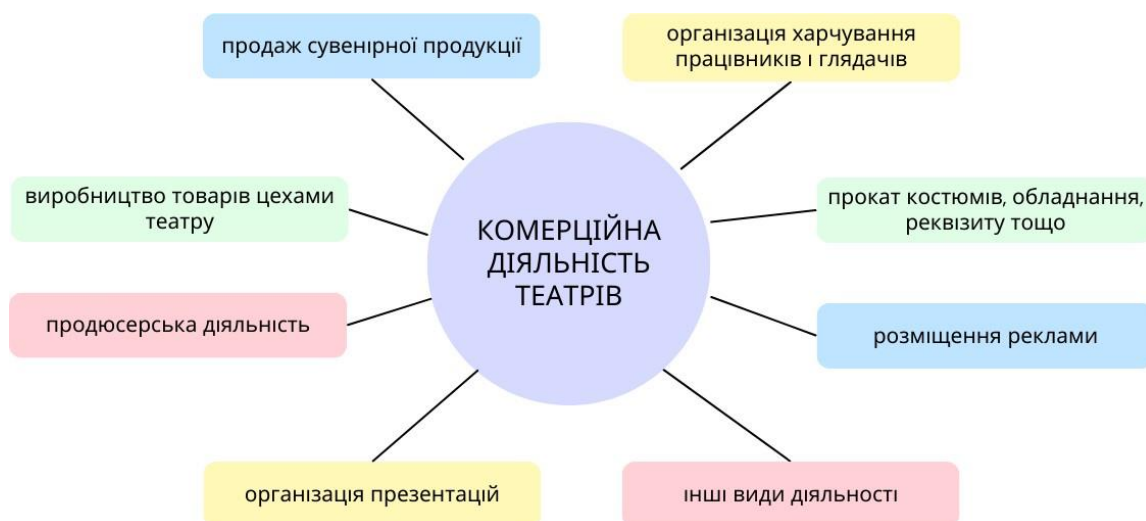 продаж сувенірної продукції
організація харчування
працівників і глядачів
виробництво товарів цехами
театру
КОМЕРЦІЙНА
ДІЯЛЬНІСТЬ
ТЕАТРІВ
прокат костюмів, обладнання,
реквізиту тощо
продюсерська діяльність
розміщення реклами
організація презентацій
інші види діяльності